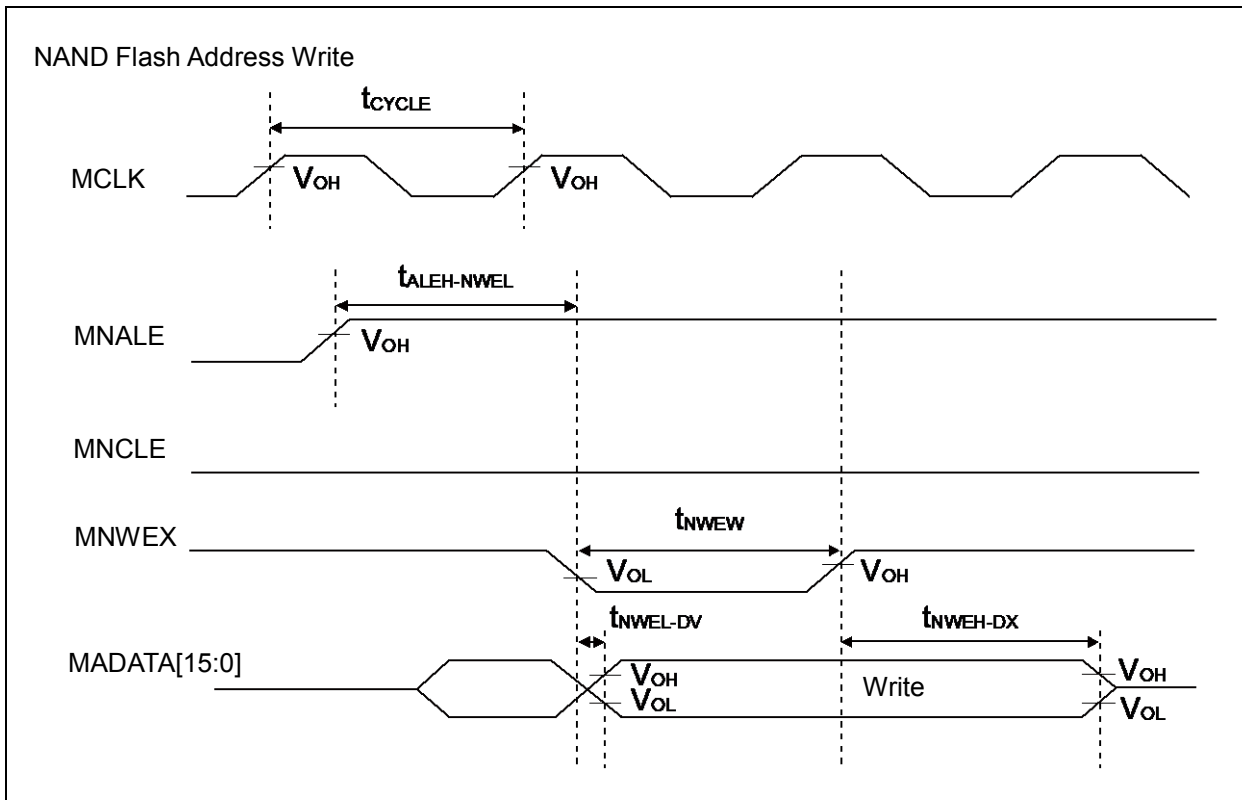 NAND Flash Address Write
tCYCLE
MCLK
VOH
VOH
tALEH-NWEL
MNALE
VOH
MNCLE
MNWEX
tNWEW
VOL
VOH
tNWEL-DV
tNWEH-DX
MADATA[15:0]
VOH
VOL
Write
VOH
VOL